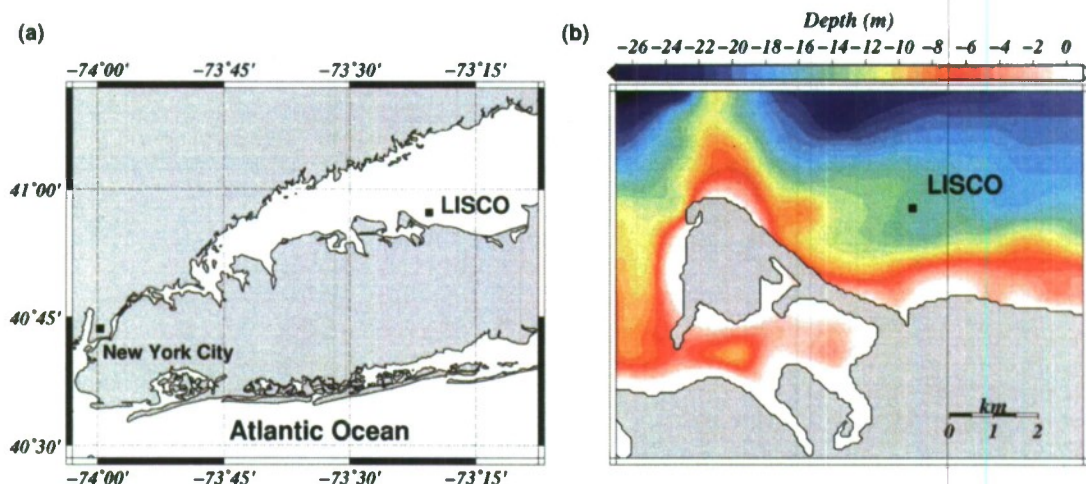 (a)
−74°00′ −73°45′ −73°30′ −73°15′
41°00′
40°45′
40°30′
LISCO
New York City
Atlantic Ocean
−74°00′ −73°45′ −73°30′ −73°15′
(b)
Depth (m)
−26 −24 −22 −20 −18 −16 −14 −12 −10 −8 −6 −4 −2 0
LISCO
km
0 1 2